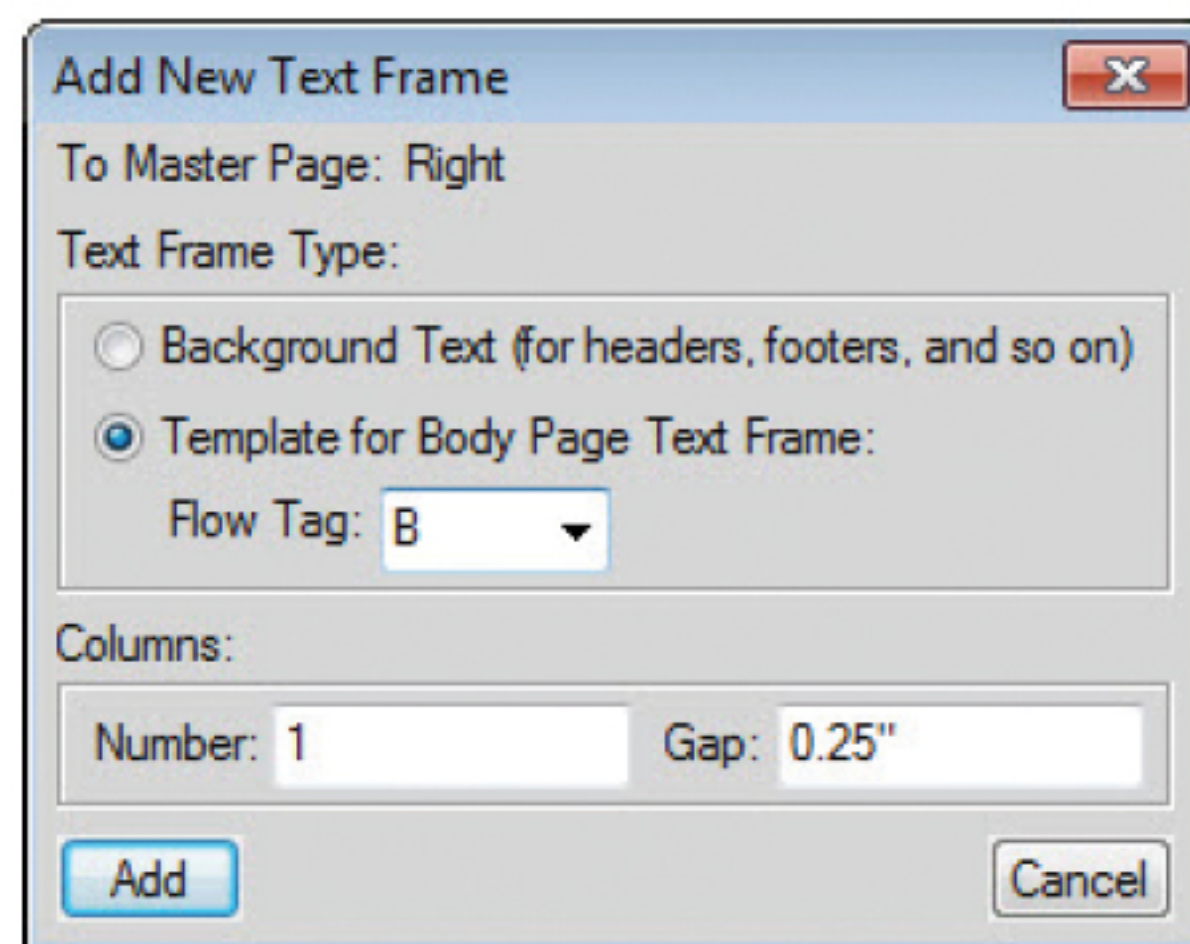 Add New Text Frame
To Master Page: Right
Text Frame Type:
Background Text (for headers, footers, and so on)
Template for Body Page Text Frame:
Flow Tag: B
Columns:
Number: 1 Gap: 0.25"
Add Cancel